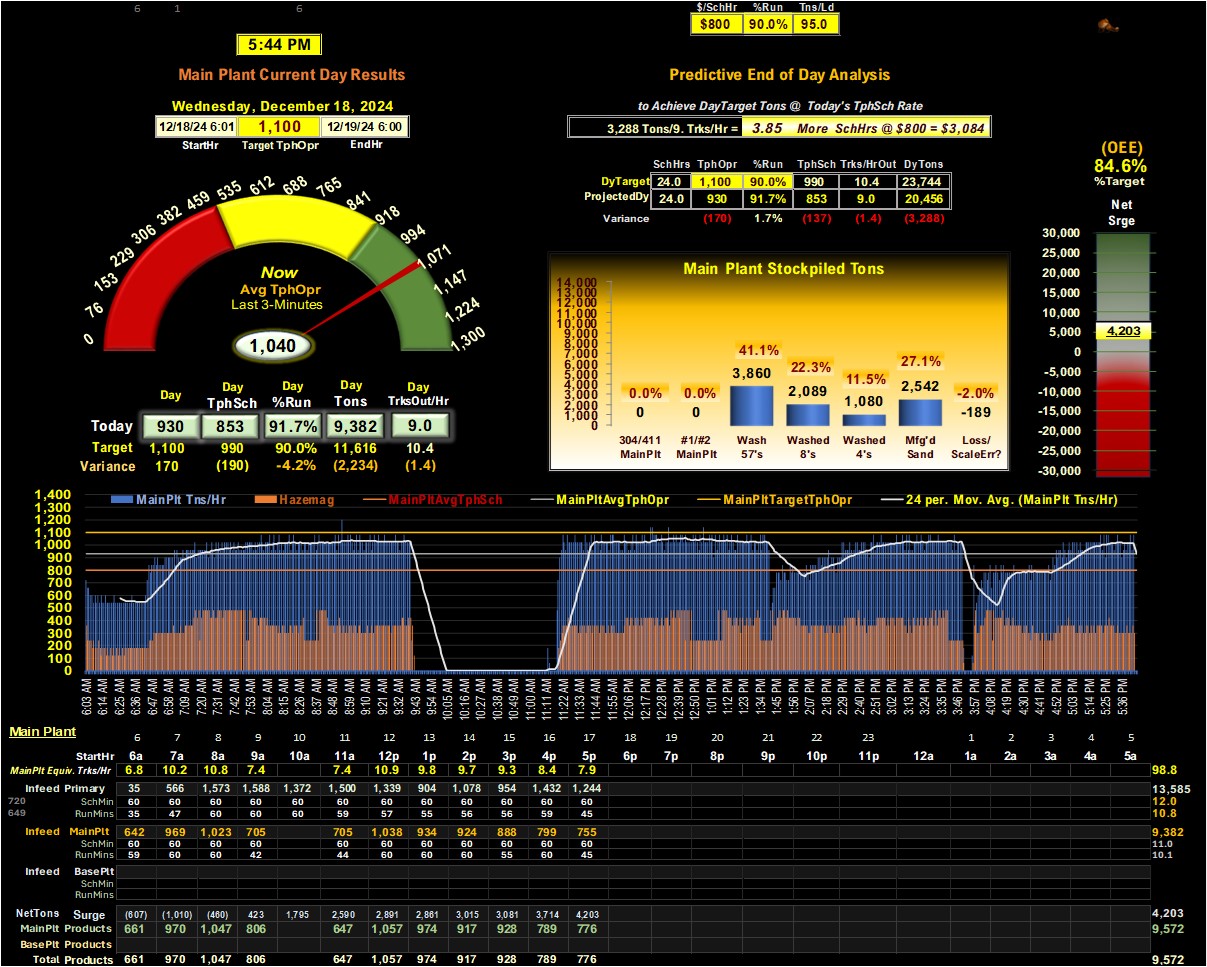 6 1 6
$/SchHr %Run Tns/Ld
$800 90.0% 95.0
5:44 PM
Main Plant Current Day Results
Predictive End of Day Analysis
Wednesday, December 18, 2024
to Achieve DayTarget Tons @ Today's TphSch Rate
12/18/24 6:01 1,100 12/19/24 6:00
StartHr Target TphOpr EndHr
3,288 Tons/9. Trks/Hr = 3.85 More SchHrs @ $800 = $3,084
(OEE)
84.6%
%Target
SchHrs TphOpr %Run TphSch Trks/HrOut DyTons
DyTarget 24.0 1,100 90.0% 990 10.4 23,744
ProjectedDy 24.0 930 91.7% 853 9.0 20,456
Variance (170) 1.7% (137) (1.4) (3,288)
Net
Srge
30,000
25,000
20,000
15,000
10,000
5,000
0
-5,000
-10,000
-15,000
-20,000
-25,000
-30,000
4,203
0
76
153
229
306
382
459
535
612
688
765
841
918
994
1,071
1,147
1,224
1,300
Now
Avg TphOpr
Last 3-Minutes
1,040
Main Plant Stockpiled Tons
14,000
13,000
12,000
11,000
10,000
9,000
8,000
7,000
6,000
5,000
4,000
3,000
2,000
1,000
0
0.0% 0.0% 41.1% 22.3% 11.5% 27.1% -2.0%
0 0 3,860 2,089 1,080 2,542 -189
304/411 #1/#2 Wash Washed Washed Mfg'd Loss/
MainPlt MainPlt 57's 8's 4's Sand ScaleErr?
Day Day Day Day Day
TphSch %Run Tons TrksOut/Hr
Today 930 853 91.7% 9,382 9.0
Target 1,100 990 90.0% 11,616 10.4
Variance 170 (190) -4.2% (2,234) (1.4)
MainPlt Tns/Hr Hazemag MainPltAvgTphSch MainPltAvgTphOpr MainPltTargetTphOpr 24 per. Mov. Avg. (MainPlt Tns/Hr)
1,400
1,300
1,200
1,100
1,000
900
800
700
600
500
400
300
200
100
0
6:03 AM 6:14 AM 6:25 AM 6:36 AM 6:47 AM 6:58 AM 7:09 AM 7:20 AM 7:31 AM 7:42 AM 7:53 AM 8:04 AM 8:15 AM 8:26 AM 8:37 AM 8:48 AM 8:59 AM 9:10 AM 9:21 AM 9:32 AM 9:43 AM 9:54 AM 10:05 AM 10:16 AM 10:27 AM 10:38 AM 10:49 AM 11:00 AM 11:11 AM 11:22 AM 11:33 AM 11:44 AM 11:55 AM 12:06 PM 12:17 PM 12:28 PM 12:39 PM 12:50 PM 1:01 PM 1:12 PM 1:23 PM 1:34 PM 1:45 PM 1:56 PM 2:07 PM 2:18 PM 2:29 PM 2:40 PM 2:51 PM 3:02 PM 3:13 PM 3:24 PM 3:35 PM 3:46 PM 3:57 PM 4:08 PM 4:19 PM 4:30 PM 4:41 PM 4:52 PM 5:03 PM 5:14 PM 5:25 PM 5:36 PM
Main Plant
6 7 8 9 10 11 12 13 14 15 16 17 18 19 20 21 22 23 1 2 3 4 5
StartHr 6a 7a 8a 9a 10a 11a 12p 1p 2p 3p 4p 5p 6p 7p 8p 9p 10p 11p 12a 1a 2a 3a 4a 5a
MainPlt Equiv. Trks/Hr 6.8 10.2 10.8 7.4 7.4 10.9 9.8 9.7 9.3 8.4 7.9 98.8
Infeed Primary 35 566 1,573 1,588 1,372 1,500 1,339 904 1,078 954 1,432 1,244 13,585
720 SchMin 60 60 60 60 60 60 60 60 60 60 60 60 12.0
649 RunMins 35 47 60 60 60 59 57 55 56 56 59 45 10.8
Infeed MainPlt 642 969 1,023 705 705 1,038 934 924 888 799 755 9,382
SchMin 60 60 60 60 60 60 60 60 60 60 60 11.0
RunMins 59 60 60 42 44 60 60 60 55 60 45 10.1
Infeed BasePlt
SchMin
RunMins
NetTons Surge (607) (1,010) (460) 423 1,795 2,590 2,891 2,861 3,015 3,081 3,714 4,203 4,203
MainPlt Products 661 970 1,047 806 647 1,057 974 917 928 789 776 9,572
BasePlt Products
Total Products 661 970 1,047 806 647 1,057 974 917 928 789 776 9,572